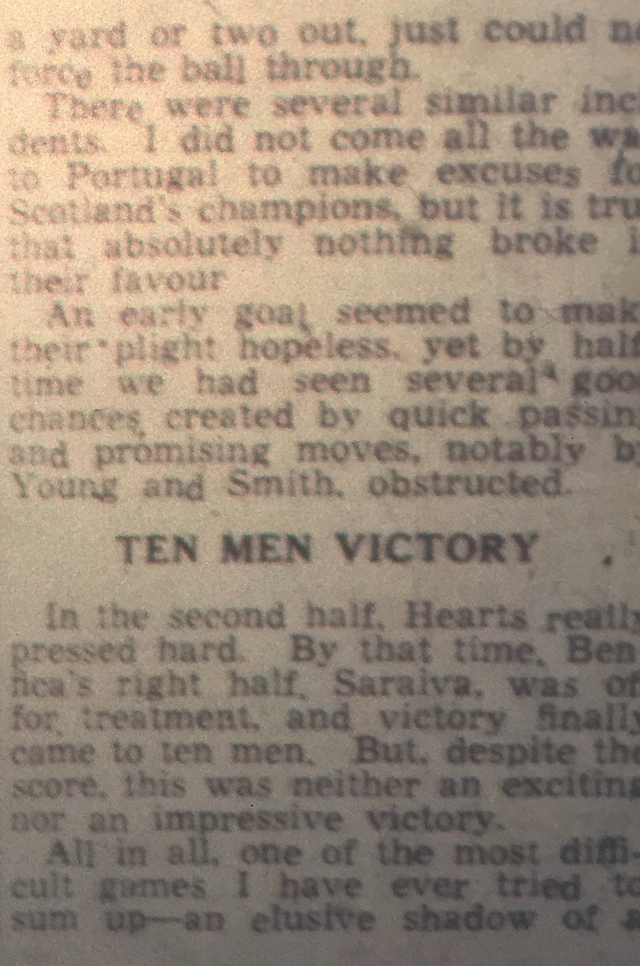 a yard or two out, just could no
force the ball through.
There were several similar inci
dents. I did not come all the wa
to Portugal to make excuses fo
Scotland's champions, but it is tru
that absolutely nothing broke i
their favour
An early goal seemed to mak
their plight hopeless, yet by half
time we had seen several goo
chances created by quick passin
and promising moves, notably b
Young and Smith, obstructed.
TEN MEN VICTORY
In the second half, Hearts really
pressed hard. By that time, Ben
fica's right half, Saraiva, was of
for treatment, and victory finally
came to ten men. But, despite the
score, this was neither an exciting
nor an impressive victory.
All in all, one of the most diffi-
cult games I have ever tried to
sum up—an elusive shadow of a